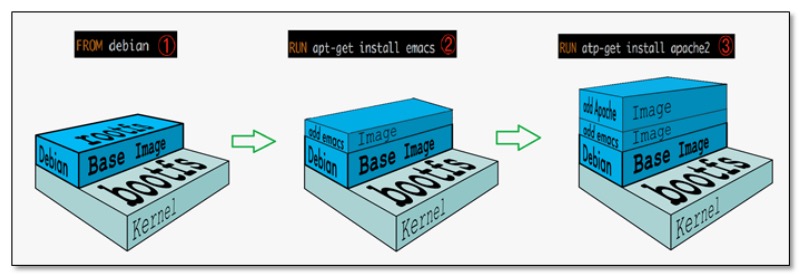 FROM debian ①
RUN apt-get install emacs ②
RUN atp-get install apache2 ③
rootfs
Debian Base Image
bootfs
Kernel
add emacs Image
Debian Base Image
bootfs
Kernel
add Apache Image
add emacs Image
Debian Base Image
bootfs
Kernel